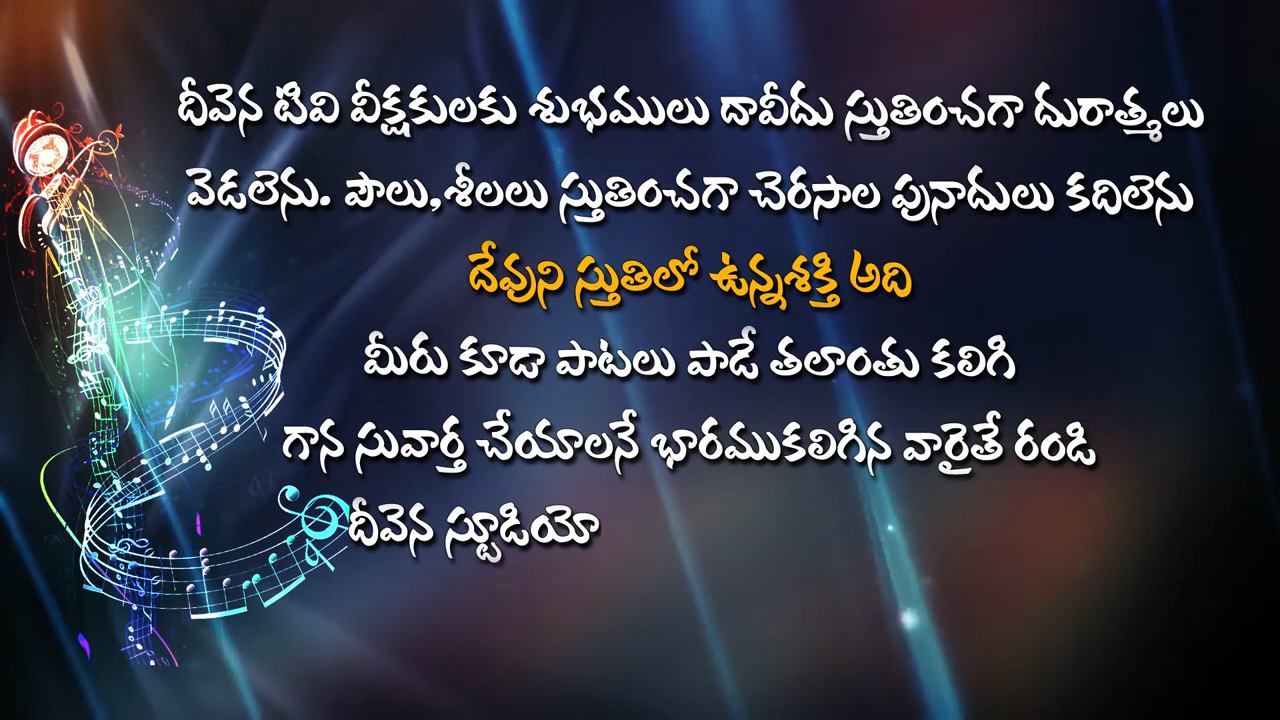 దీవెన టివి వీక్షకులకు శుభములు దావీదు స్తుతించగా దురాత్మలు
వెడలెను. పౌలు,శీలలు స్తుతించగా చెరసాల పునాదులు కదిలెను
దేవుని స్తుతిలో ఉన్నశక్తి అది
మీరు కూడా పాటలు పాడే తలాంతు కలిగి
గాన సువార్త చేయాలనే భారముకలిగిన వారైతే రండి
దీవెన స్టూడియో